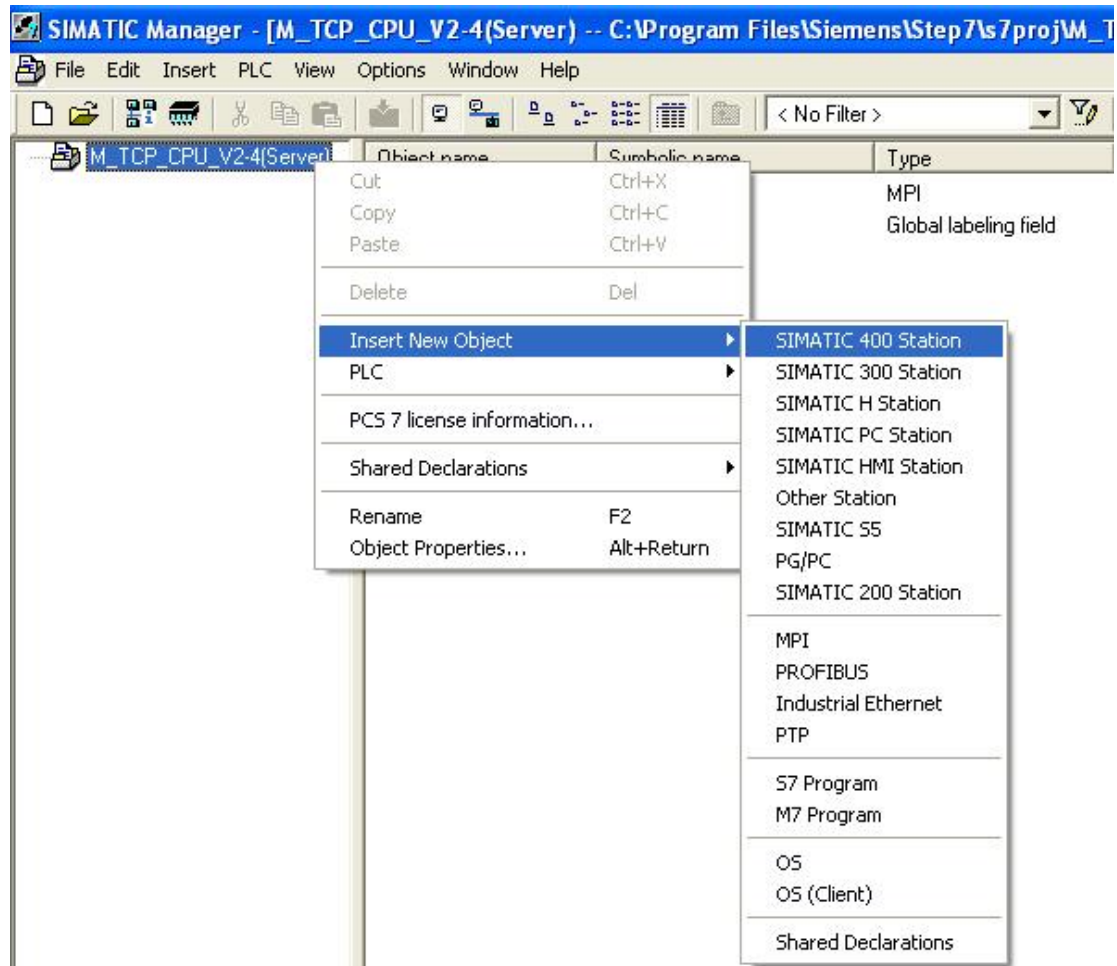 SIMATIC Manager - [M_TCP_CPU_V2-4(Server) -- C:\Program Files\Siemens\Step7\s7proj\M_T
File Edit Insert PLC View Options Window Help
< No Filter >
M_TCP_CPU_V2-4(Server) Object name Symbolic name Type
MPI
Global labeling field
Cut Ctrl+X
Copy Ctrl+C
Paste Ctrl+V
Delete Del
Insert New Object
PLC
PCS 7 license information...
Shared Declarations
Rename F2
Object Properties... Alt+Return
SIMATIC 400 Station
SIMATIC 300 Station
SIMATIC H Station
SIMATIC PC Station
SIMATIC HMI Station
Other Station
SIMATIC S5
PG/PC
SIMATIC 200 Station
MPI
PROFIBUS
Industrial Ethernet
PTP
S7 Program
M7 Program
OS
OS (Client)
Shared Declarations